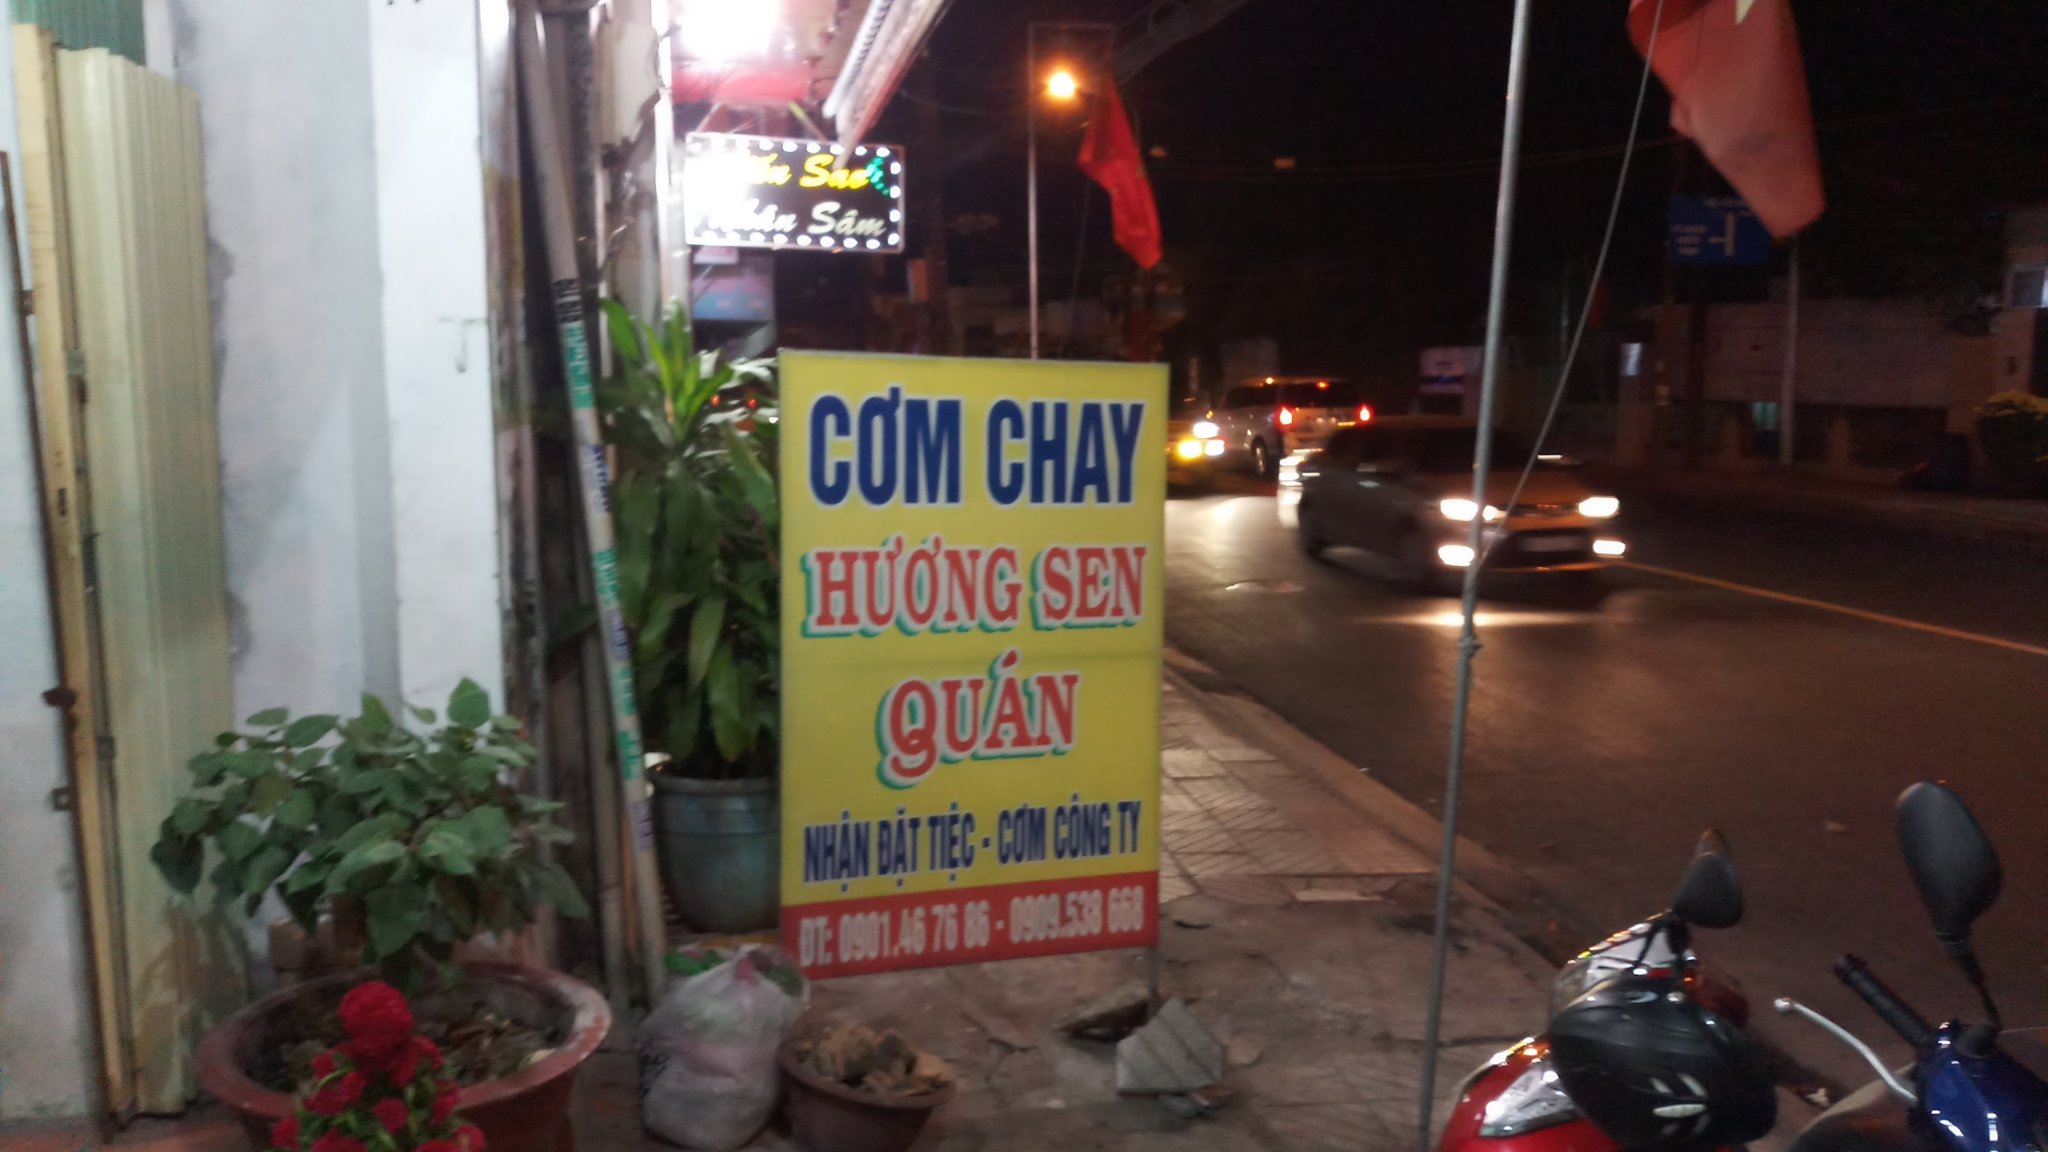 Sâm
CƠM CHAY
HƯƠNG SEN
QUÁN
NHẬN ĐẶT TIỆC - CƠM CÔNG TY
ĐT: 0901.46 76 86 - 0909.538 668